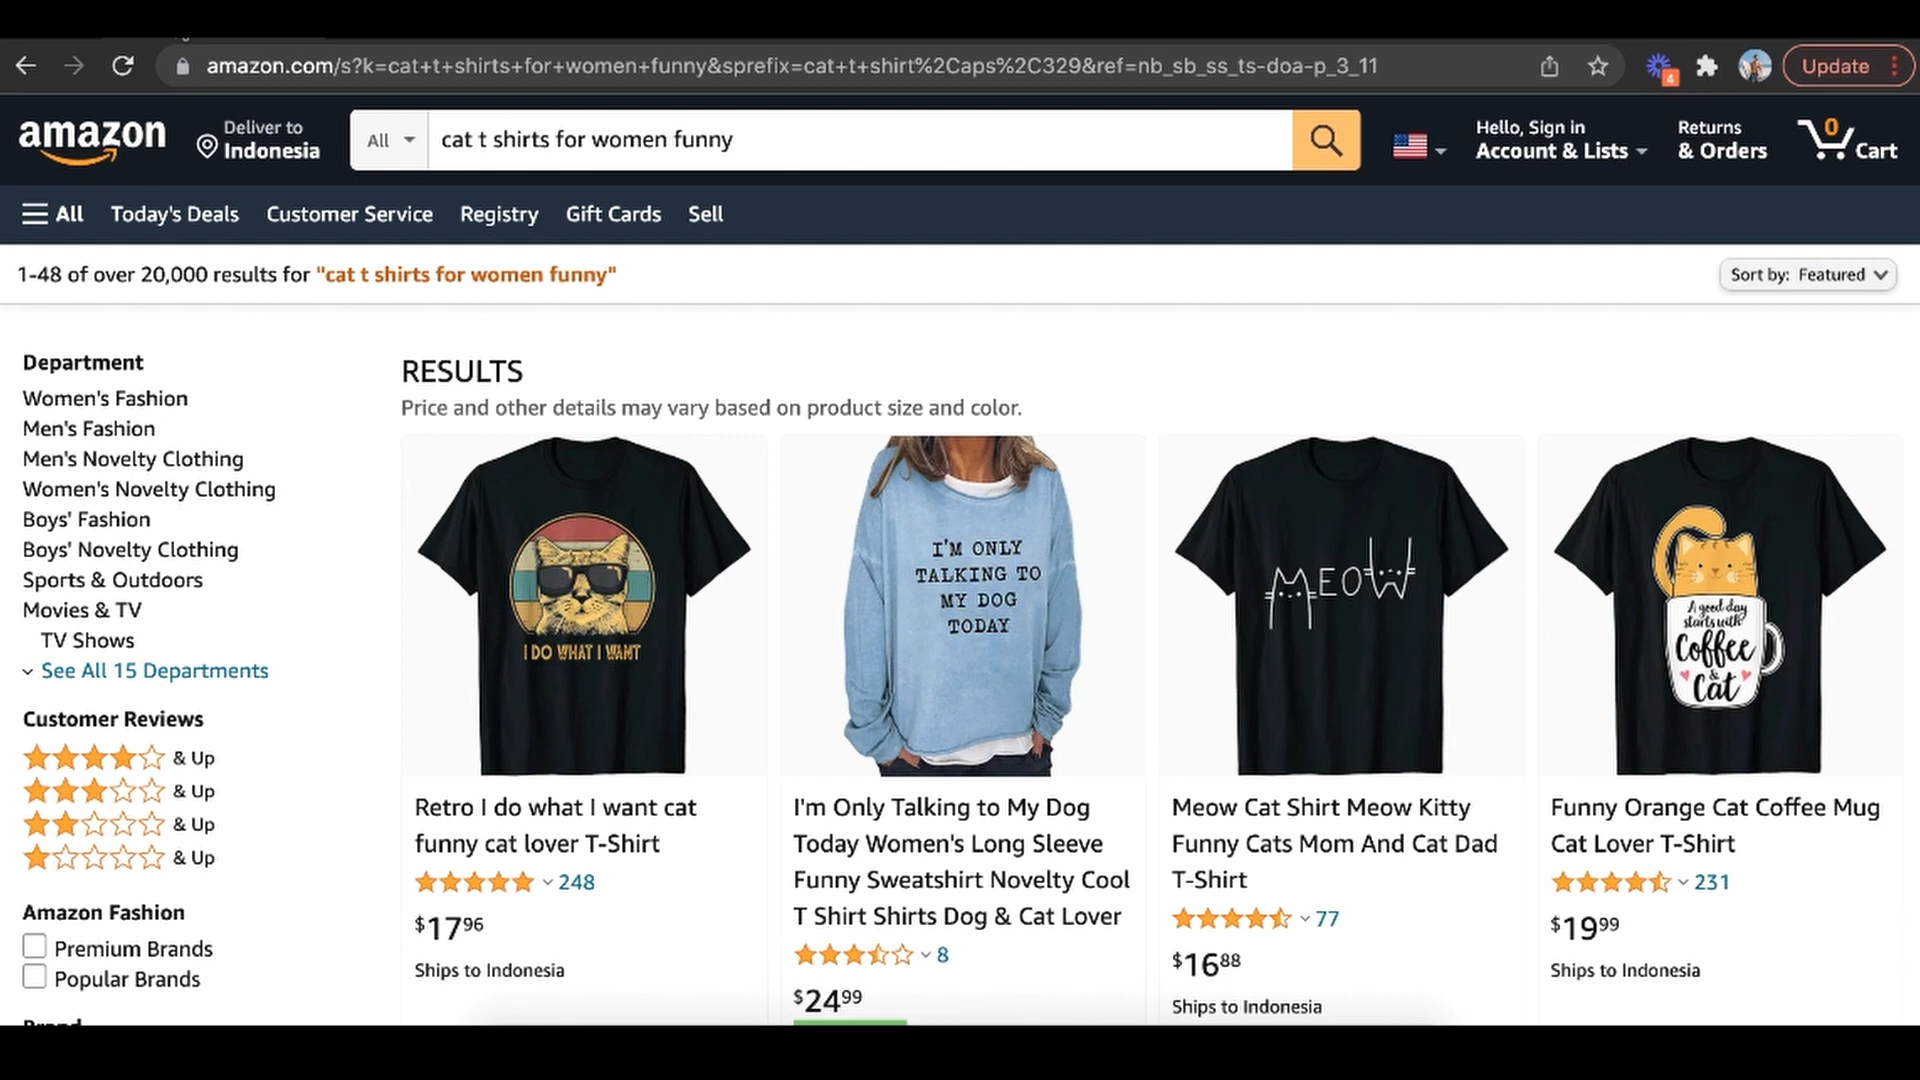 amazon.com/s?k=cat+t+shirts+for+women+funny&sprefix=cat+t+shirt%2Caps%2C329&ref=nb_sb_ss_ts-doa-p_3_11
4
Update
amazon
Deliver to
Indonesia
All
cat t shirts for women funny
Hello, Sign in
Account & Lists
Returns
& Orders
0
Cart
All
Today's Deals
Customer Service
Registry
Gift Cards
Sell
1-48 of over 20,000 results for "cat t shirts for women funny"
Sort by: Featured
Department
Women's Fashion
Men's Fashion
Men's Novelty Clothing
Women's Novelty Clothing
Boys' Fashion
Boys' Novelty Clothing
Sports & Outdoors
Movies & TV
TV Shows
See All 15 Departments
Customer Reviews
& Up
& Up
& Up
& Up
Amazon Fashion
Premium Brands
Popular Brands
Brand
RESULTS
Price and other details may vary based on product size and color.
I DO WHAT I WANT
Retro I do what I want cat
funny cat lover T-Shirt
248
$17 96
Ships to Indonesia
I'M ONLY
TALKING TO
MY DOG
TODAY
I'm Only Talking to My Dog
Today Women's Long Sleeve
Funny Sweatshirt Novelty Cool
T Shirt Shirts Dog & Cat Lover
8
$24 99
MEOW
Meow Cat Shirt Meow Kitty
Funny Cats Mom And Cat Dad
T-Shirt
77
$16 88
Ships to Indonesia
A good day
starts with
Coffee
&
Cat
Funny Orange Cat Coffee Mug
Cat Lover T-Shirt
231
$19 99
Ships to Indonesia